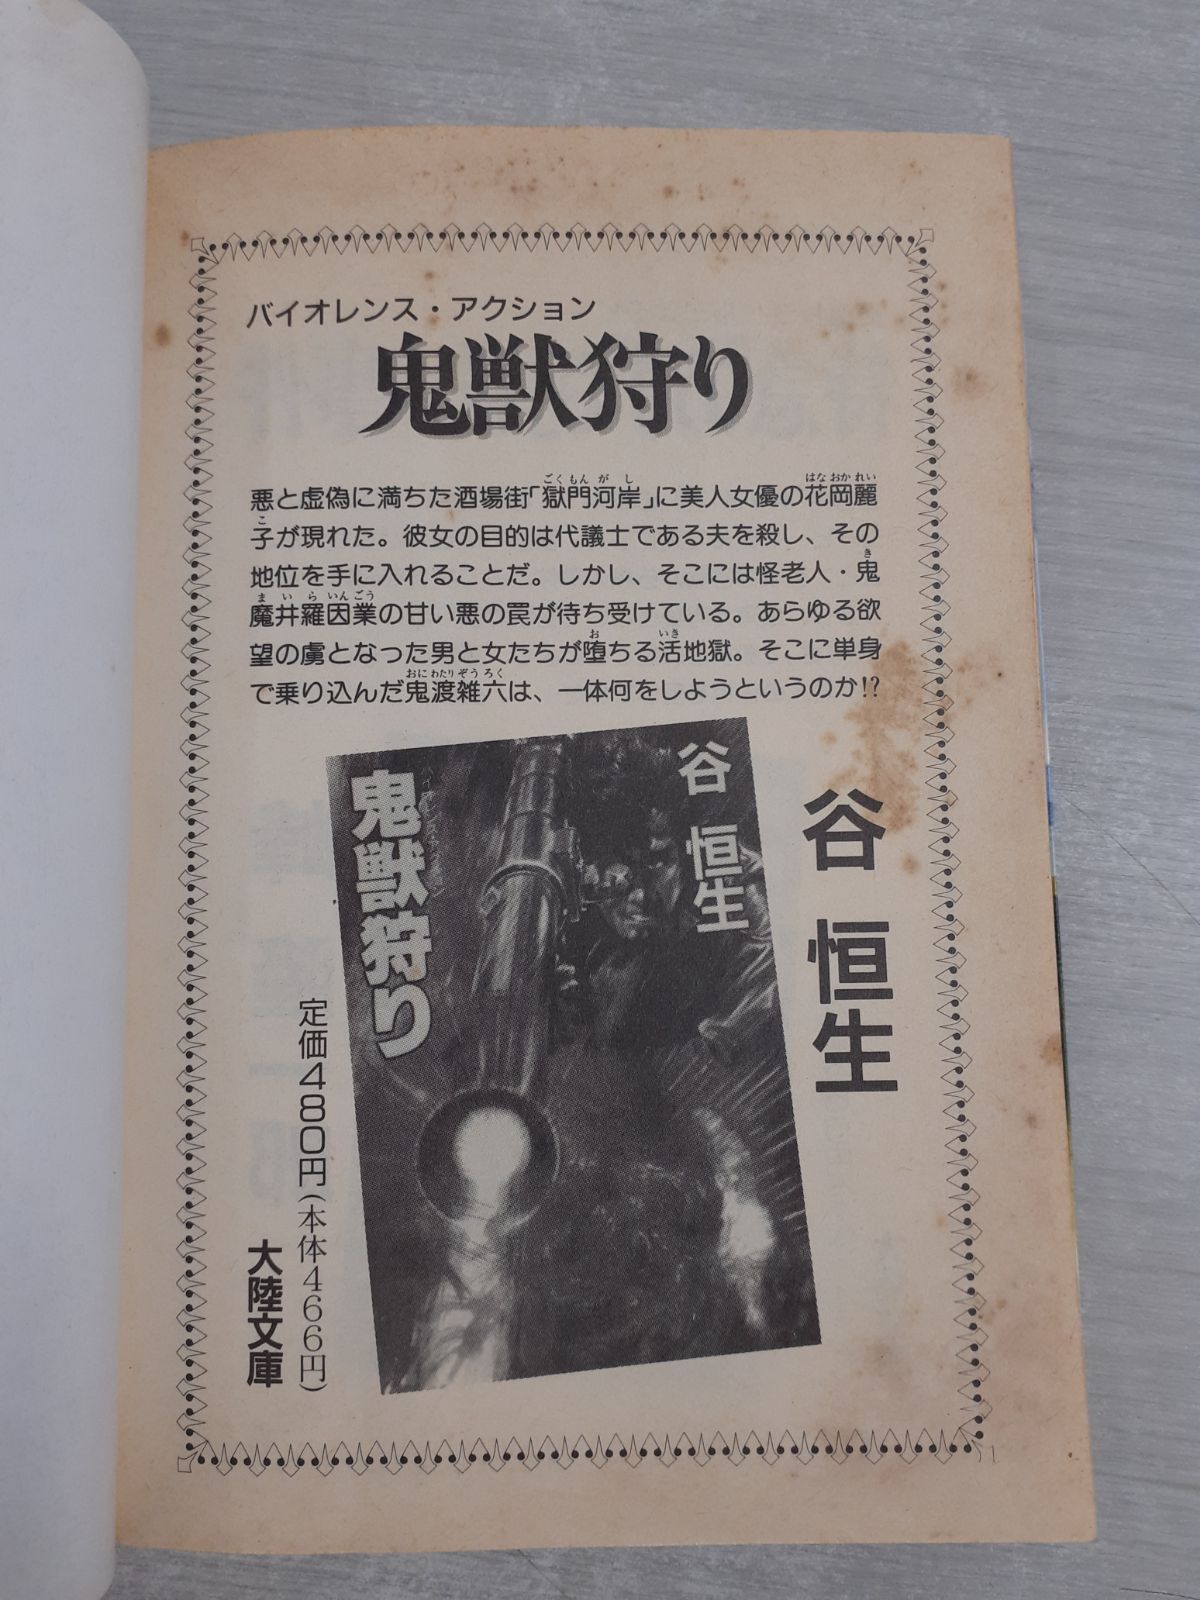 バイオレンス・アクション
鬼獣狩り
悪と虚偽に満ちた酒場街「獄門河岸」に美人女優の花岡麗
子が現れた。彼女の目的は代議士である夫を殺し、その
地位を手に入れることだ。しかし、そこには怪老人・鬼
魔井羅因業の甘い悪の罠が待ち受けている。あらゆる欲
望の虜となった男と女たちが堕ちる活地獄。そこに単身
で乗り込んだ鬼渡雑六は、一体何をしようというのか!?
谷 恒生
谷 恒生
鬼獣狩り
定価480円(本体466円)
大陸文庫